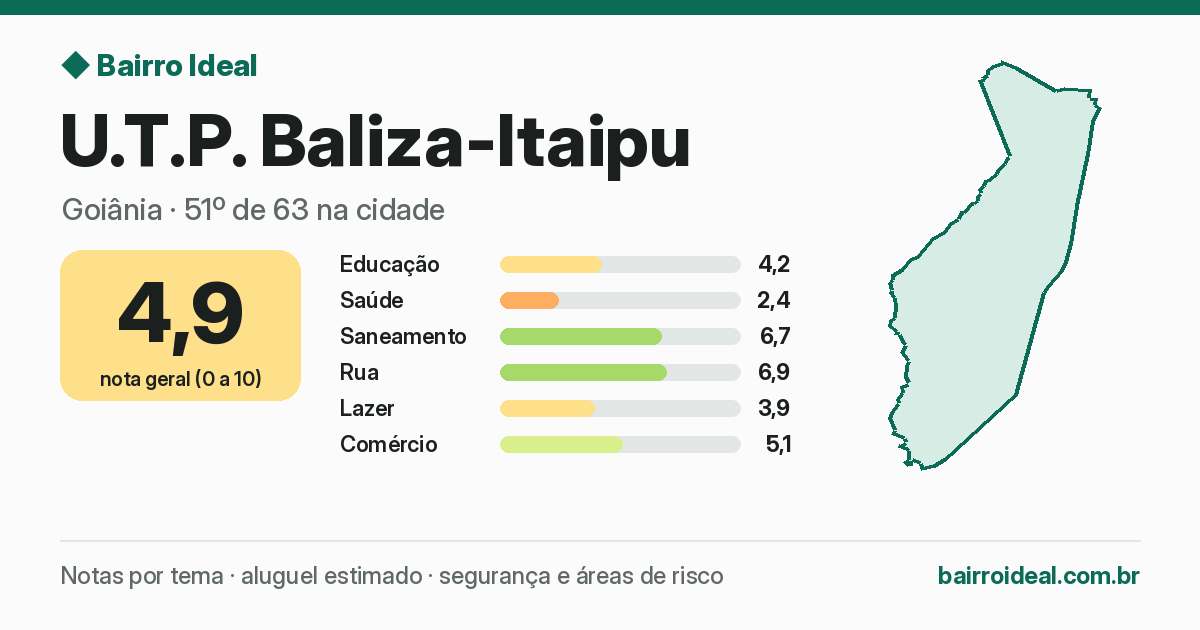 Bairro Ideal
U.T.P. Baliza-Itaipu
Goiânia · 51º de 63 na cidade
4,9
nota geral (0 a 10)
Educação 4,2
Saúde 2,4
Saneamento 6,7
Rua 6,9
Lazer 3,9
Comércio 5,1
Notas por tema · aluguel estimado · segurança e áreas de risco
bairroideal.com.br